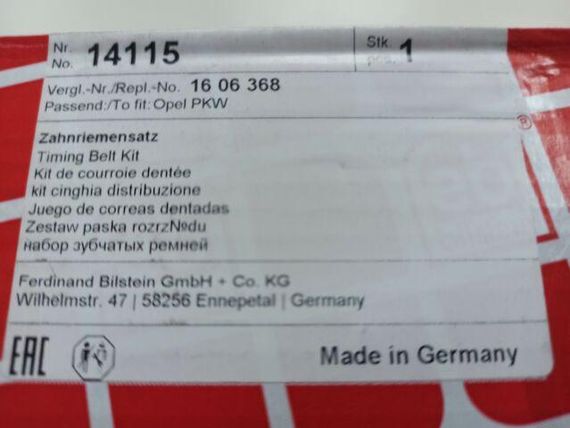 Nr. No. 14115 Stk. pcs. 1
Vergl.-Nr./Repl.-No. 16 06 368
Passend:/To fit: Opel PKW
Zahnriemensatz
Timing Belt Kit
Kit de courroie dentée
kit cinghia distribuzione
Juego de correas dentadas
Zestaw paska rozrz№du
набор зубчатых ремней
Ferdinand Bilstein GmbH + Co. KG
Wilhelmstr. 47 | 58256 Ennepetal | Germany
EAC Made in Germany